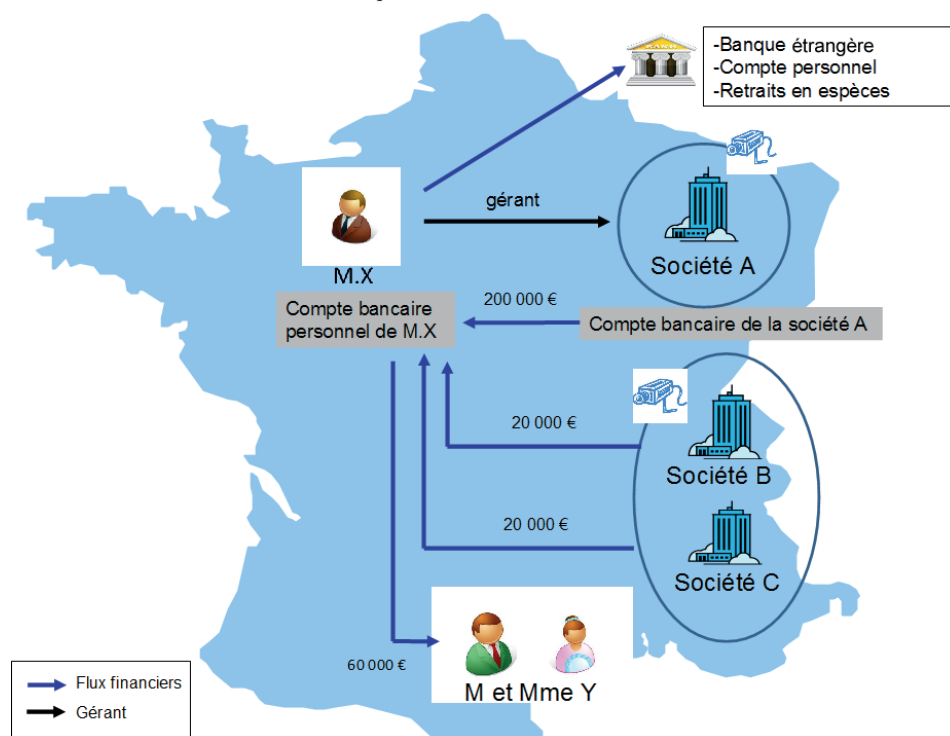 -Banque étrangère
-Compte personnel
-Retraits en espèces
gérant
Société A
M.X
200 000 €
Compte bancaire
personnel de M.X
Compte bancaire de la société A
20 000 €
Société B
20 000 €
Société C
60 000 €
M et Mme Y
Flux financiers
Gérant